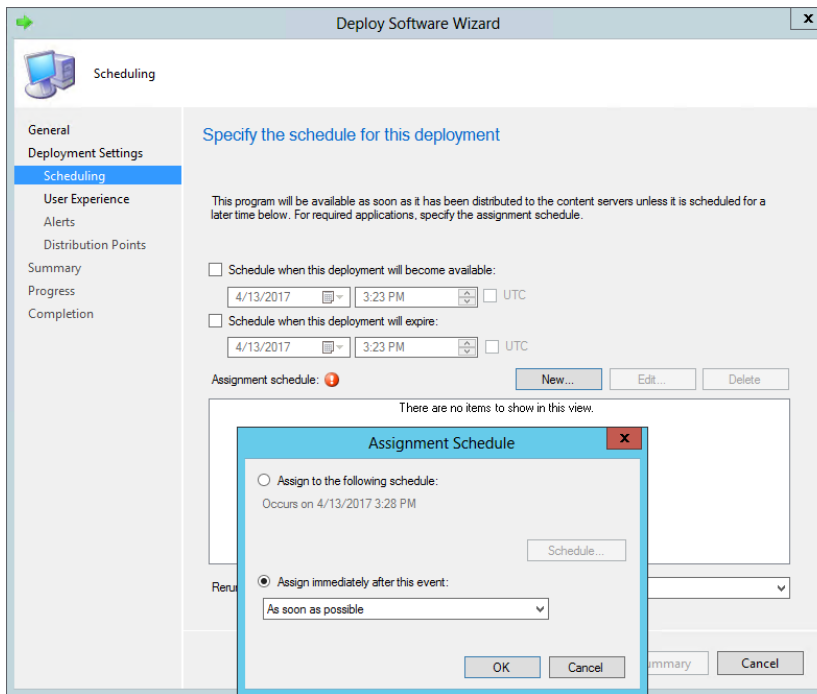 Deploy Software Wizard
x
Scheduling
General
Deployment Settings
Scheduling
User Experience
Alerts
Distribution Points
Summary
Progress
Completion
Specify the schedule for this deployment
This program will be available as soon as it has been distributed to the content servers unless it is scheduled for a
later time below. For required applications, specify the assignment schedule.
Schedule when this deployment will become available:
4/13/2017 3:23 PM UTC
Schedule when this deployment will expire:
4/13/2017 3:23 PM UTC
Assignment schedule: New... Edit... Delete
There are no items to show in this view.
Assignment Schedule
x
Assign to the following schedule:
Occurs on 4/13/2017 3:28 PM
Schedule...
Assign immediately after this event:
As soon as possible
OK Cancel
Cancel